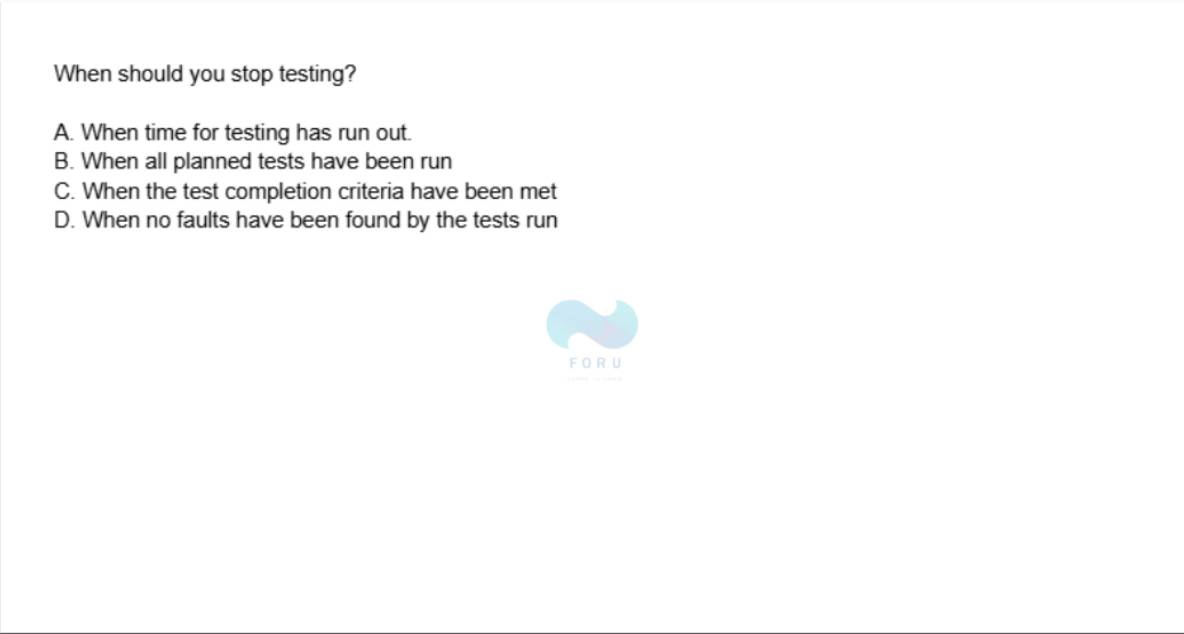 When should you stop testing?
A. When time for testing has run out.
B. When all planned tests have been run
C. When the test completion criteria have been met
D. When no faults have been found by the tests run
FORU